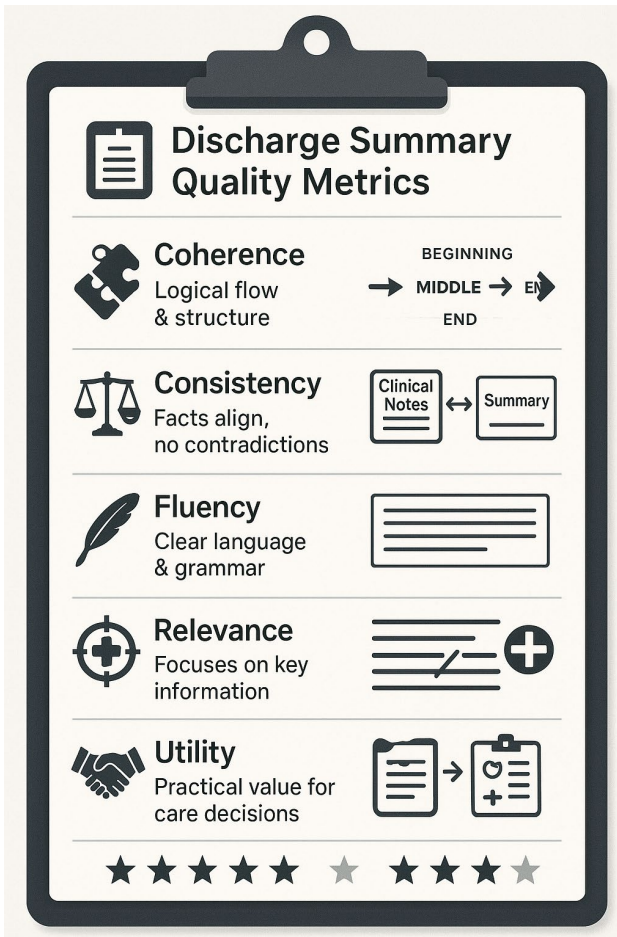 Discharge Summary
Quality Metrics
Coherence
Logical flow
& structure
BEGINNING
MIDDLE
EN
END
Consistency
Facts align,
no contradictions
Clinical
Notes
Summary
Fluency
Clear language
& grammar
Relevance
Focuses on key
information
Utility
Practical value for
care decisions